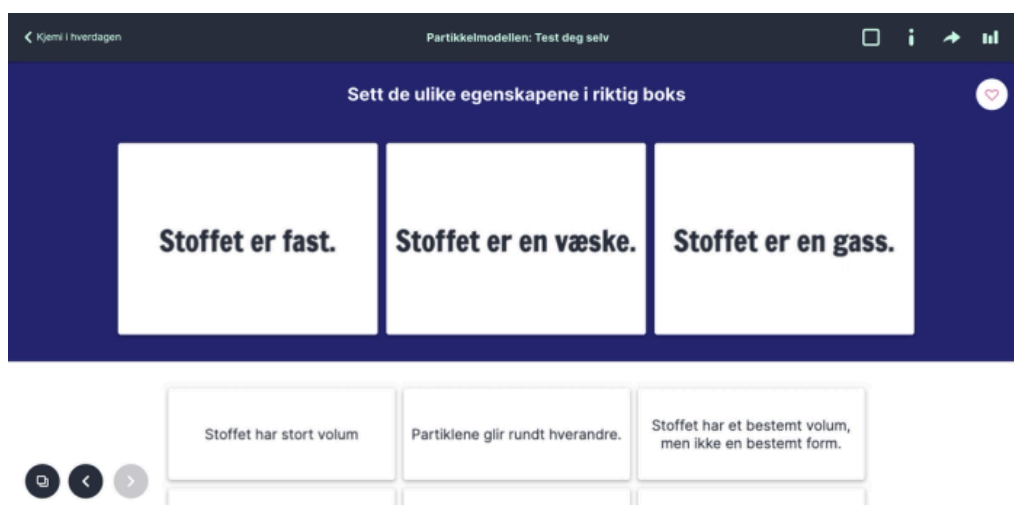 Kjemi i hverdagen
Partikkelmodellen: Test deg selv
Sett de ulike egenskapene i riktig boks
Stoffet er fast.
Stoffet er en væske.
Stoffet er en gass.
Stoffet har stort volum
Partiklene glir rundt hverandre.
Stoffet har et bestemt volum,
men ikke en bestemt form.